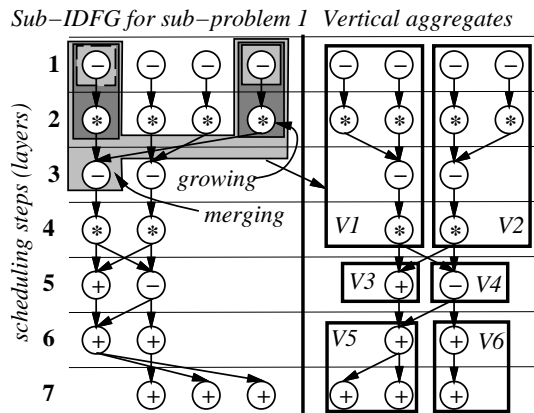 Sub−IDFG for sub−problem 1 Vertical aggregates
scheduling steps (layers)
1 − − − − − − − −
2 * * * * * * * *
3 − − − −
growing
merging
4 * * * * V1 V2
5 + − V3 + − V4
6 + + V5 + + V6
7 + + + + + +